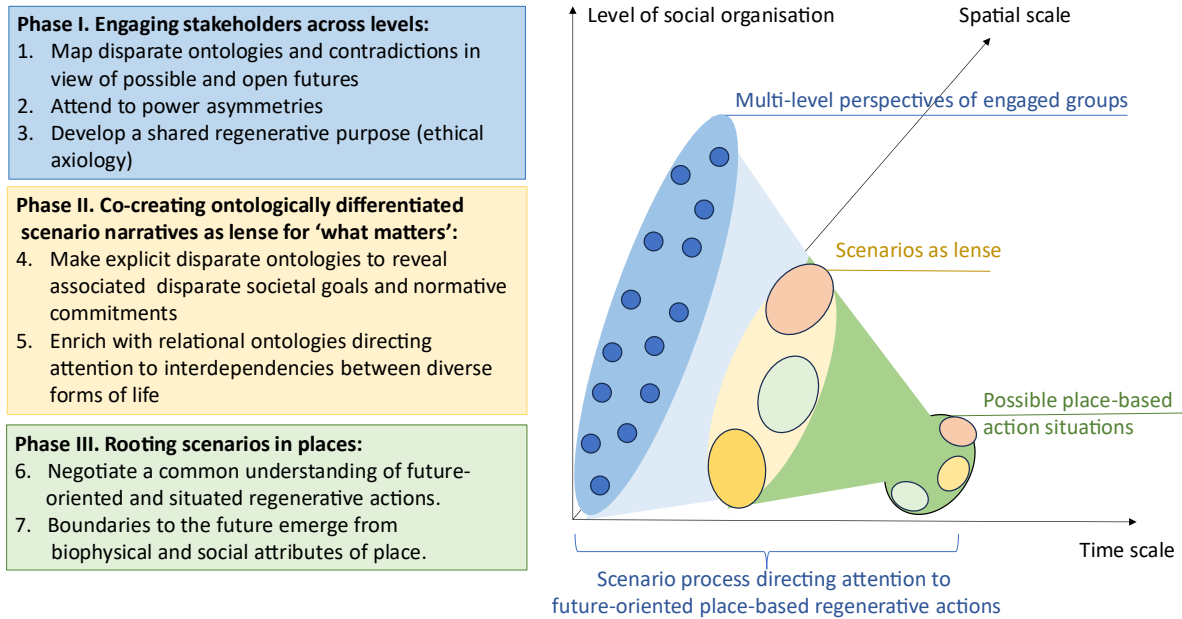 Phase I. Engaging stakeholders across levels:
1. Map disparate ontologies and contradictions in
view of possible and open futures
2. Attend to power asymmetries
3. Develop a shared regenerative purpose (ethical
axiology)
Phase II. Co-creating ontologically differentiated
scenario narratives as lense for ‘what matters’:
4. Make explicit disparate ontologies to reveal
associated disparate societal goals and normative
commitments
5. Enrich with relational ontologies directing
attention to interdependencies between diverse
forms of life
Phase III. Rooting scenarios in places:
6. Negotiate a common understanding of future-
oriented and situated regenerative actions.
7. Boundaries to the future emerge from
biophysical and social attributes of place.
Level of social organisation
Spatial scale
Multi-level perspectives of engaged groups
Scenarios as lense
Possible place-based
action situations
Time scale
Scenario process directing attention to
future-oriented place-based regenerative actions